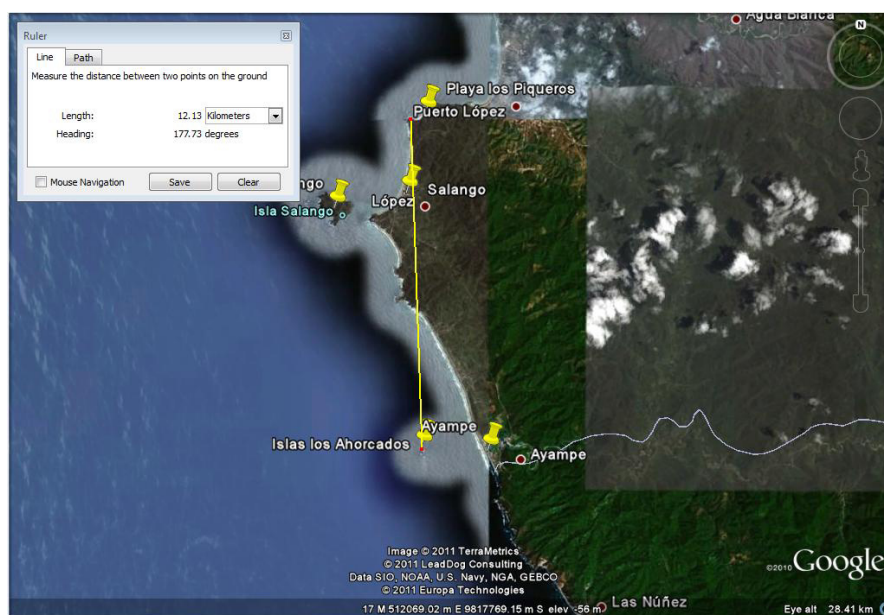 Ruler
Line Path
Measure the distance between two points on the ground
Length: 12.13 Kilometers
Heading: 177.73 degrees
Mouse Navigation Save Clear
Agua Blanca
N
Playa los Piqueros
Puerto López
ngo
López
Salango
Isla Salango
Ayampe
Islas los Ahorcados
Ayampe
Image © 2011 TerraMetrics
© 2011 LeadDog Consulting
Data SIO, NOAA, U.S. Navy, NGA, GEBCO
© 2011 Europa Technologies
©2010 Google
Las Núñez
17 M 512069.02 m E 9817769.15 m S elev -56 m
Eye alt 28.41 km